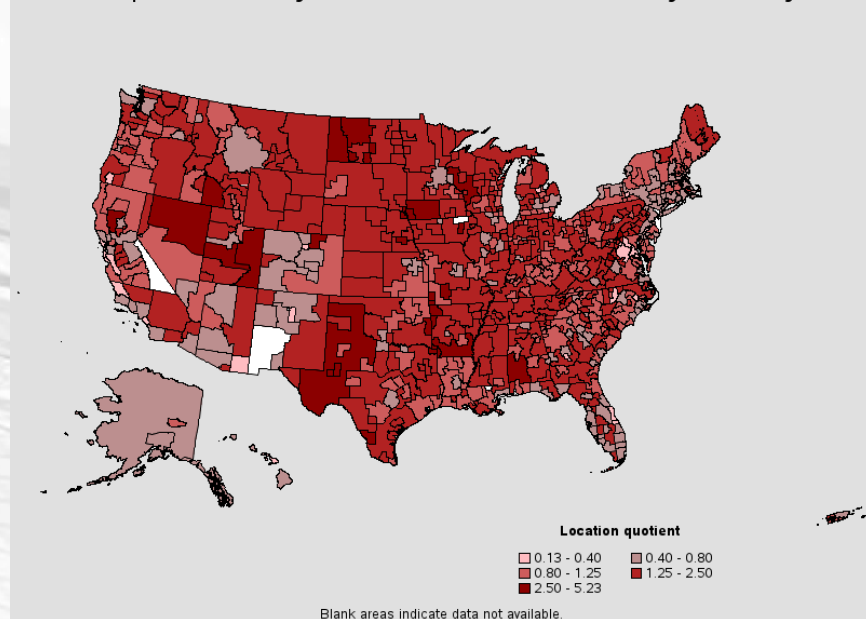 Location quotient
0.13 - 0.40 0.40 - 0.80
0.80 - 1.25 1.25 - 2.50
2.50 - 5.23
Blank areas indicate data not available.